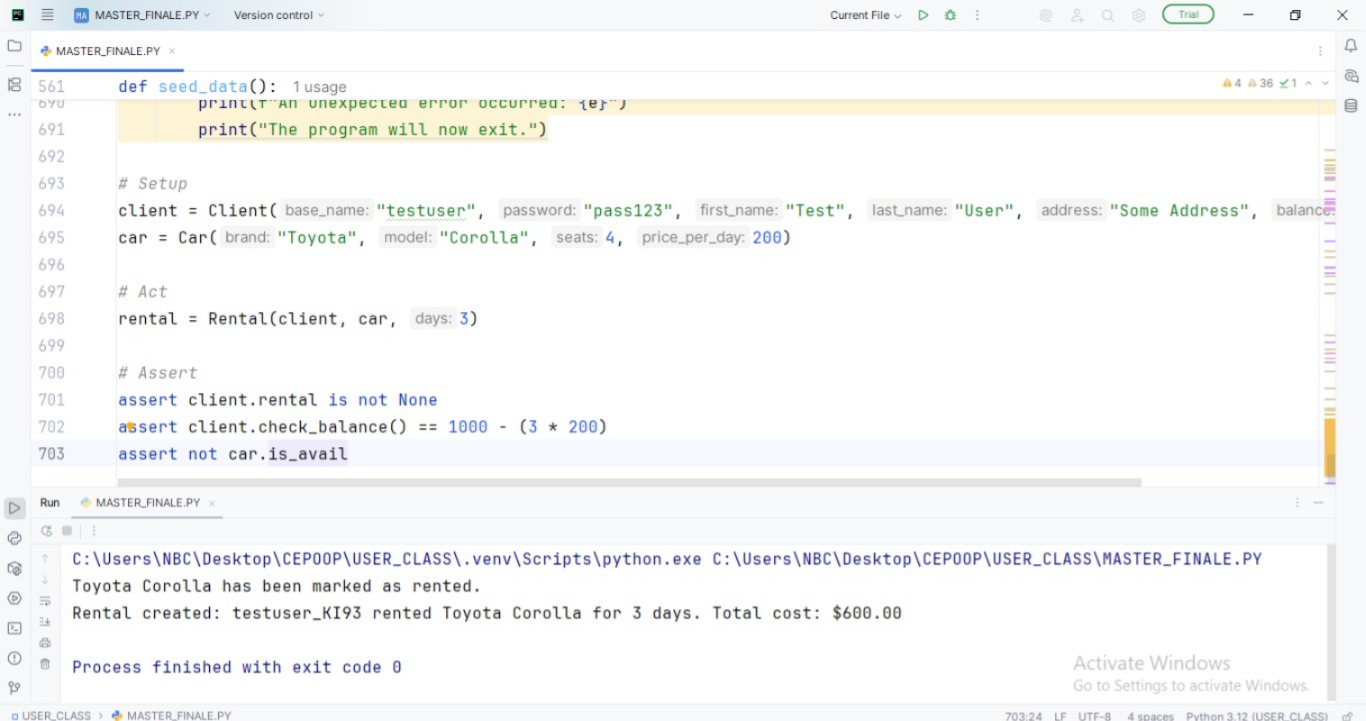 MA MASTER_FINALE.PY Version control Current File Trial
MASTER_FINALE.PY
561 def seed_data(): 1 usage 4 36 1
690 print(f"An unexpected error occurred: {e}")
691 print("The program will now exit.")
692
693 # Setup
694 client = Client( base_name: "testuser", password: "pass123", first_name: "Test", last_name: "User", address: "Some Address", balance:
695 car = Car( brand: "Toyota", model: "Corolla", seats: 4, price_per_day: 200)
696
697 # Act
698 rental = Rental(client, car, days: 3)
699
700 # Assert
701 assert client.rental is not None
702 assert client.check_balance() == 1000 - (3 * 200)
703 assert not car.is_avail
Run MASTER_FINALE.PY
C:\Users\NBC\Desktop\CEPOOP\USER_CLASS\.venv\Scripts\python.exe C:\Users\NBC\Desktop\CEPOOP\USER_CLASS\MASTER_FINALE.PY
Toyota Corolla has been marked as rented.
Rental created: testuser_KI93 rented Toyota Corolla for 3 days. Total cost: $600.00
Process finished with exit code 0
Activate Windows
Go to Settings to activate Windows.
USER_CLASS > MASTER_FINALE.PY 703:24 LF UTF-8 4 spaces Python 3.12 (USER_CLASS)